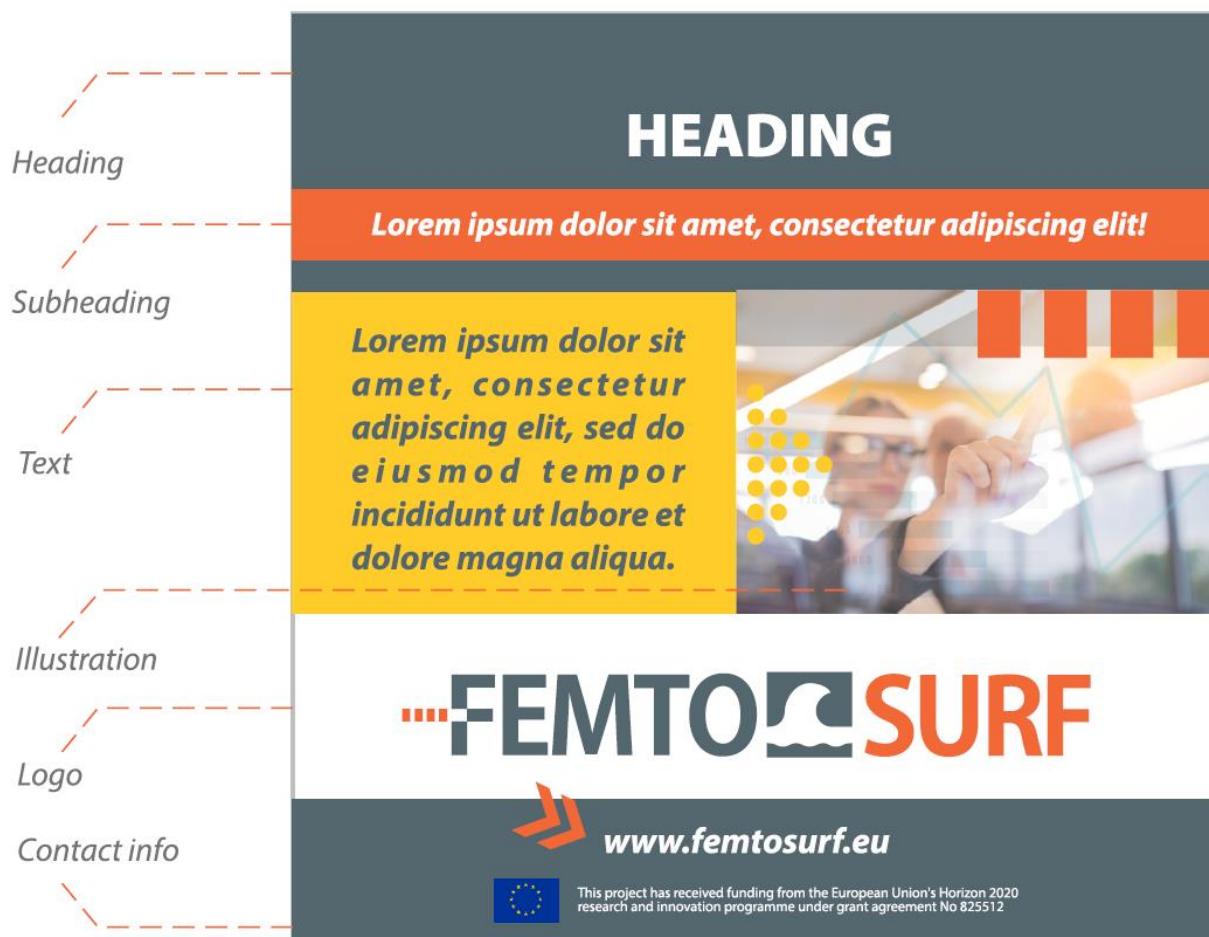 HEADING
Heading
Lorem ipsum dolor sit amet, consectetur adipiscing elit!
Subheading
Lorem ipsum dolor sit
amet, consectetur
adipiscing elit, sed do
eiusmod tempor
incididunt ut labore et
dolore magna aliqua.
Text
Illustration
FEMTO SURF
Logo
www.femtosurf.eu
Contact info
This project has received funding from the European Union's Horizon 2020
research and innovation programme under grant agreement No 825512